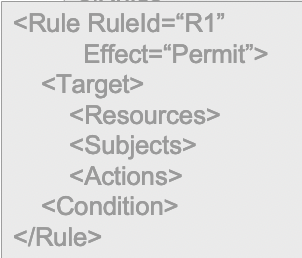 <Rule RuleId=“R1”
Effect=“Permit”>
<Target>
<Resources>
<Subjects>
<Actions>
<Condition>
</Rule>